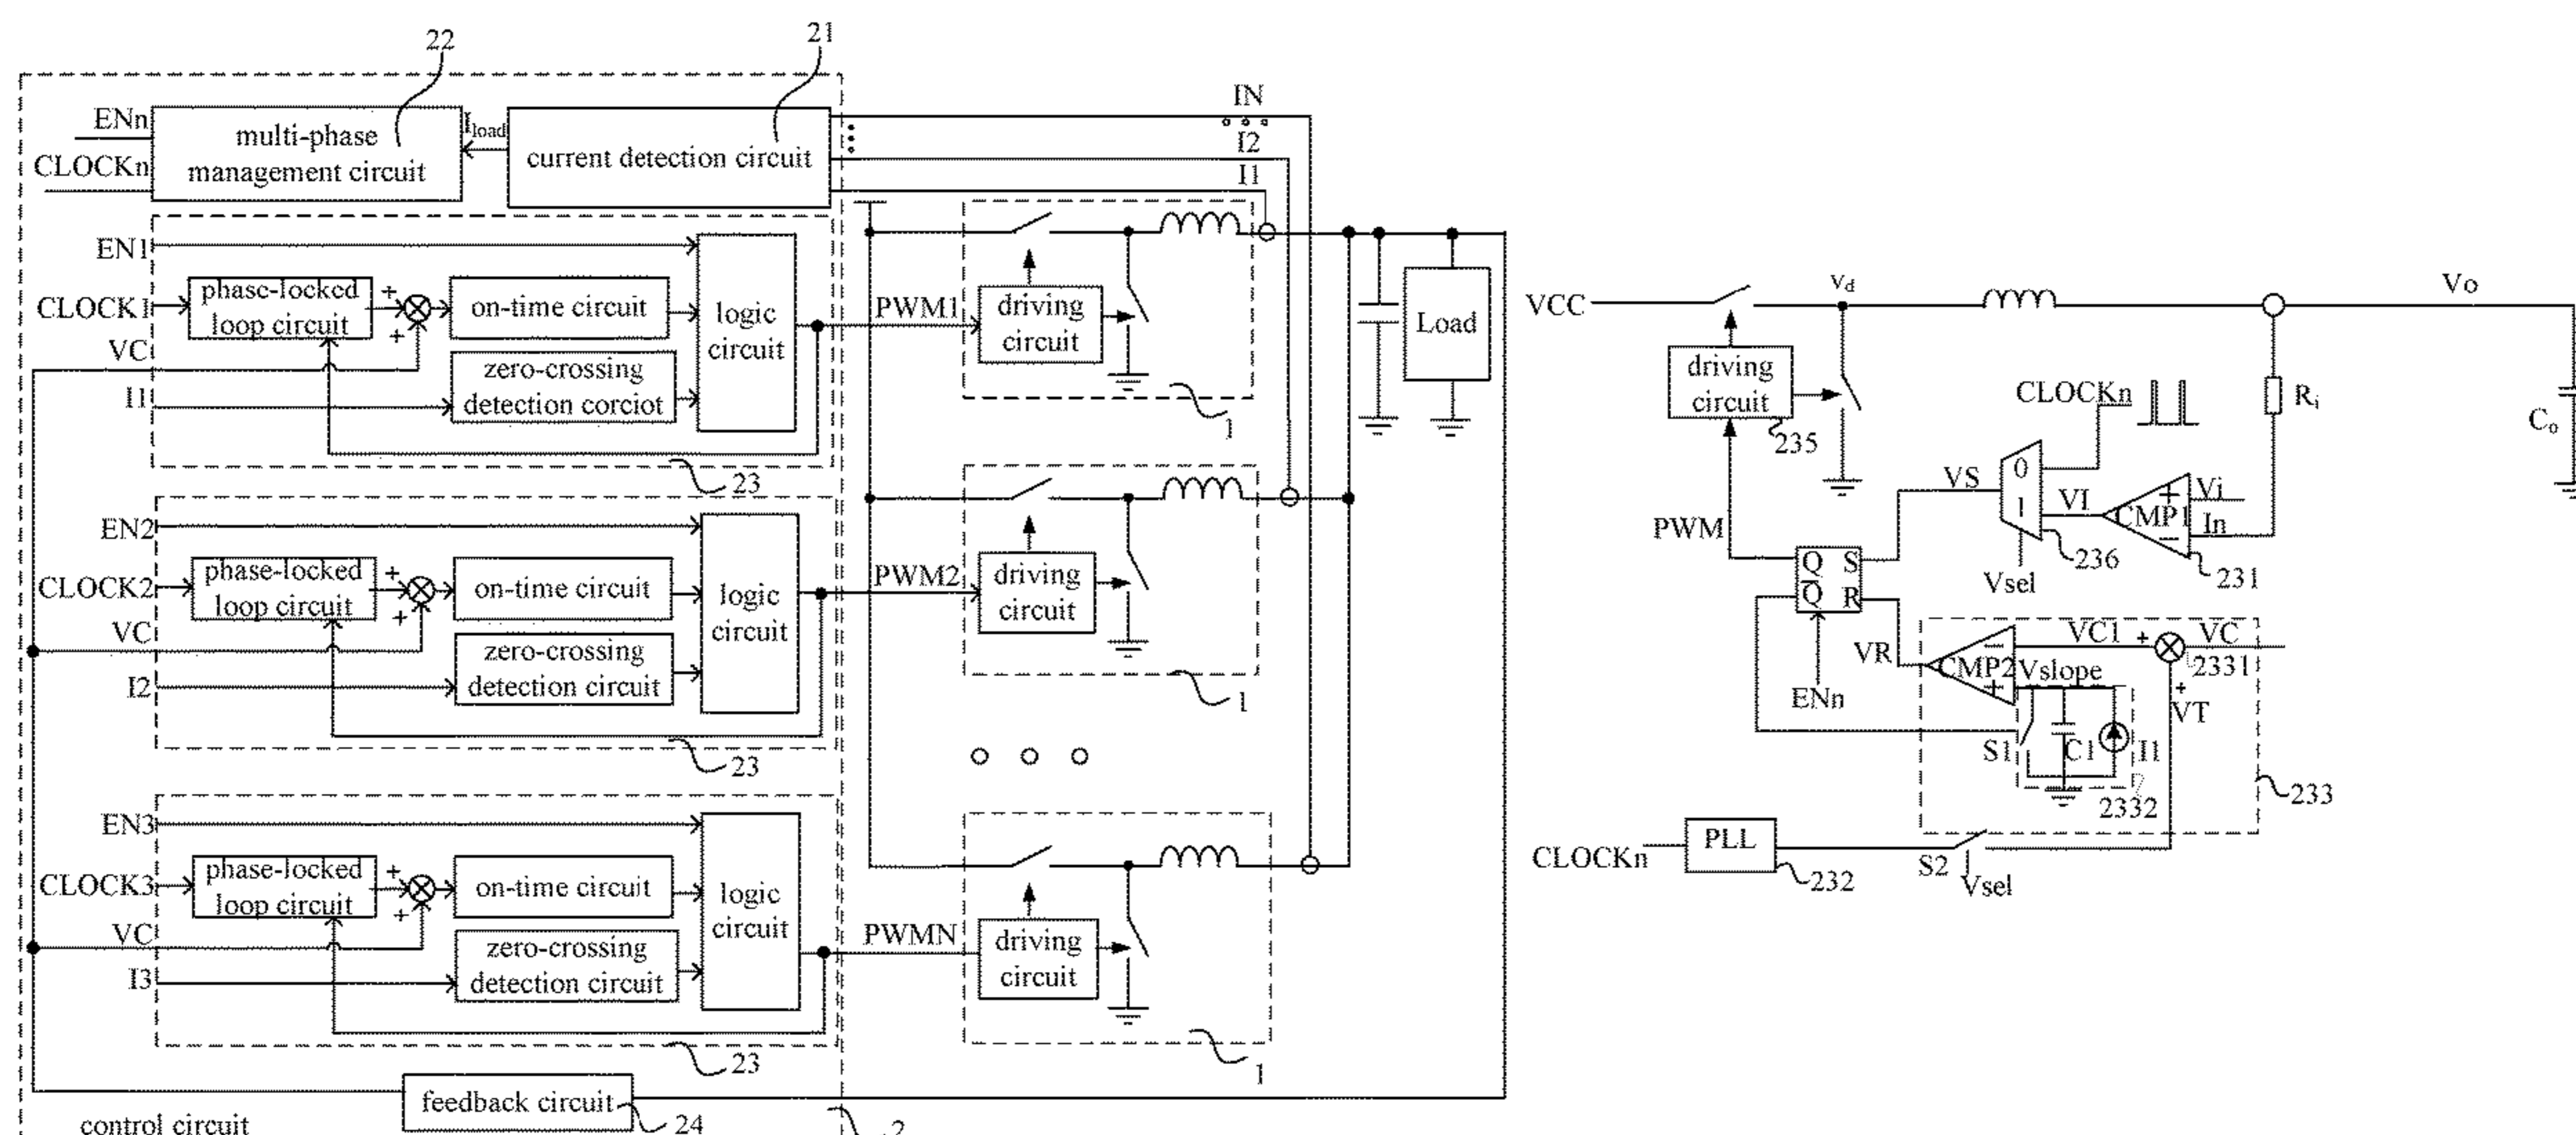 22
21
ENn
CLOCKn
multi-phase
management circuit
Iload
current detection circuit
IN
I2
I1
EN1
CLOCK1
VC
I1
phase-locked
loop circuit
+
+
on-time circuit
zero-crossing
detection corciot
logic
circuit
PWM1
driving
circuit
1
23
Load
EN2
CLOCK2
VC
I2
phase-locked
loop circuit
+
+
on-time circuit
zero-crossing
detection circuit
logic
circuit
PWM2
driving
circuit
1
23
EN3
CLOCK3
VC
I3
phase-locked
loop circuit
+
+
on-time circuit
zero-crossing
detection circuit
logic
circuit
PWMN
driving
circuit
1
23
feedback circuit
24
control circuit
2
VCC
Vd
Vo
driving
circuit
235
CLOCKn
Ri
Co
PWM
VS
0
1
VI
CMP1
+
−
Vi
In
236
231
Vsel
Q
S
Q̅
R
ENn
VR
CMP2
−
+
VC1
+
VC
2331
Vslope
+
VT
S1
C1
I1
2332
233
CLOCKn
PLL
232
S2
Vsel